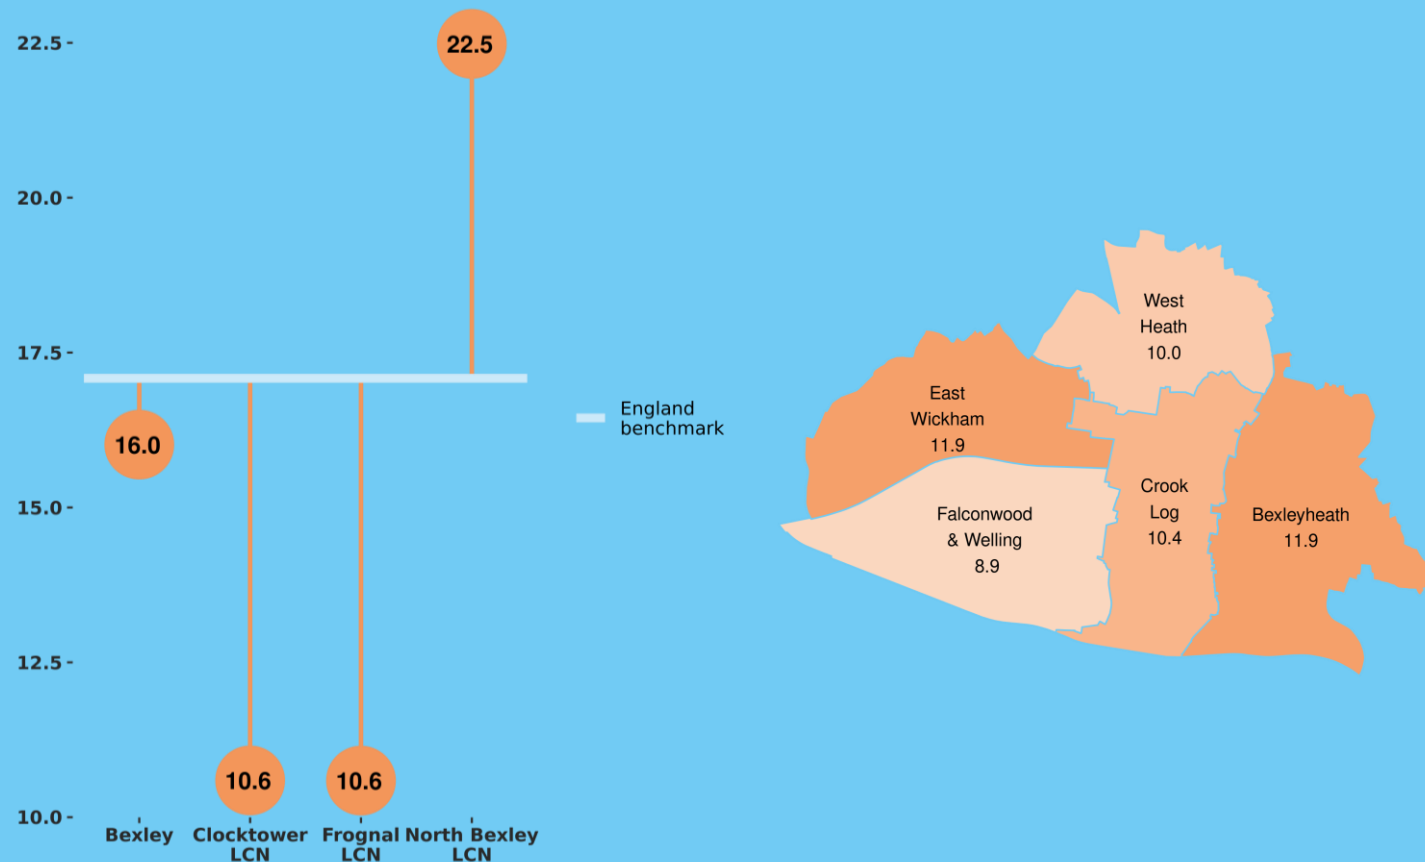 22.5
20.0
17.5
15.0
12.5
10.0
22.5
16.0
10.6
10.6
Bexley
Clocktower
LCN
Frognal
LCN
North Bexley
LCN
England
benchmark
West
Heath
10.0
East
Wickham
11.9
Crook
Log
10.4
Falconwood
& Welling
8.9
Bexleyheath
11.9